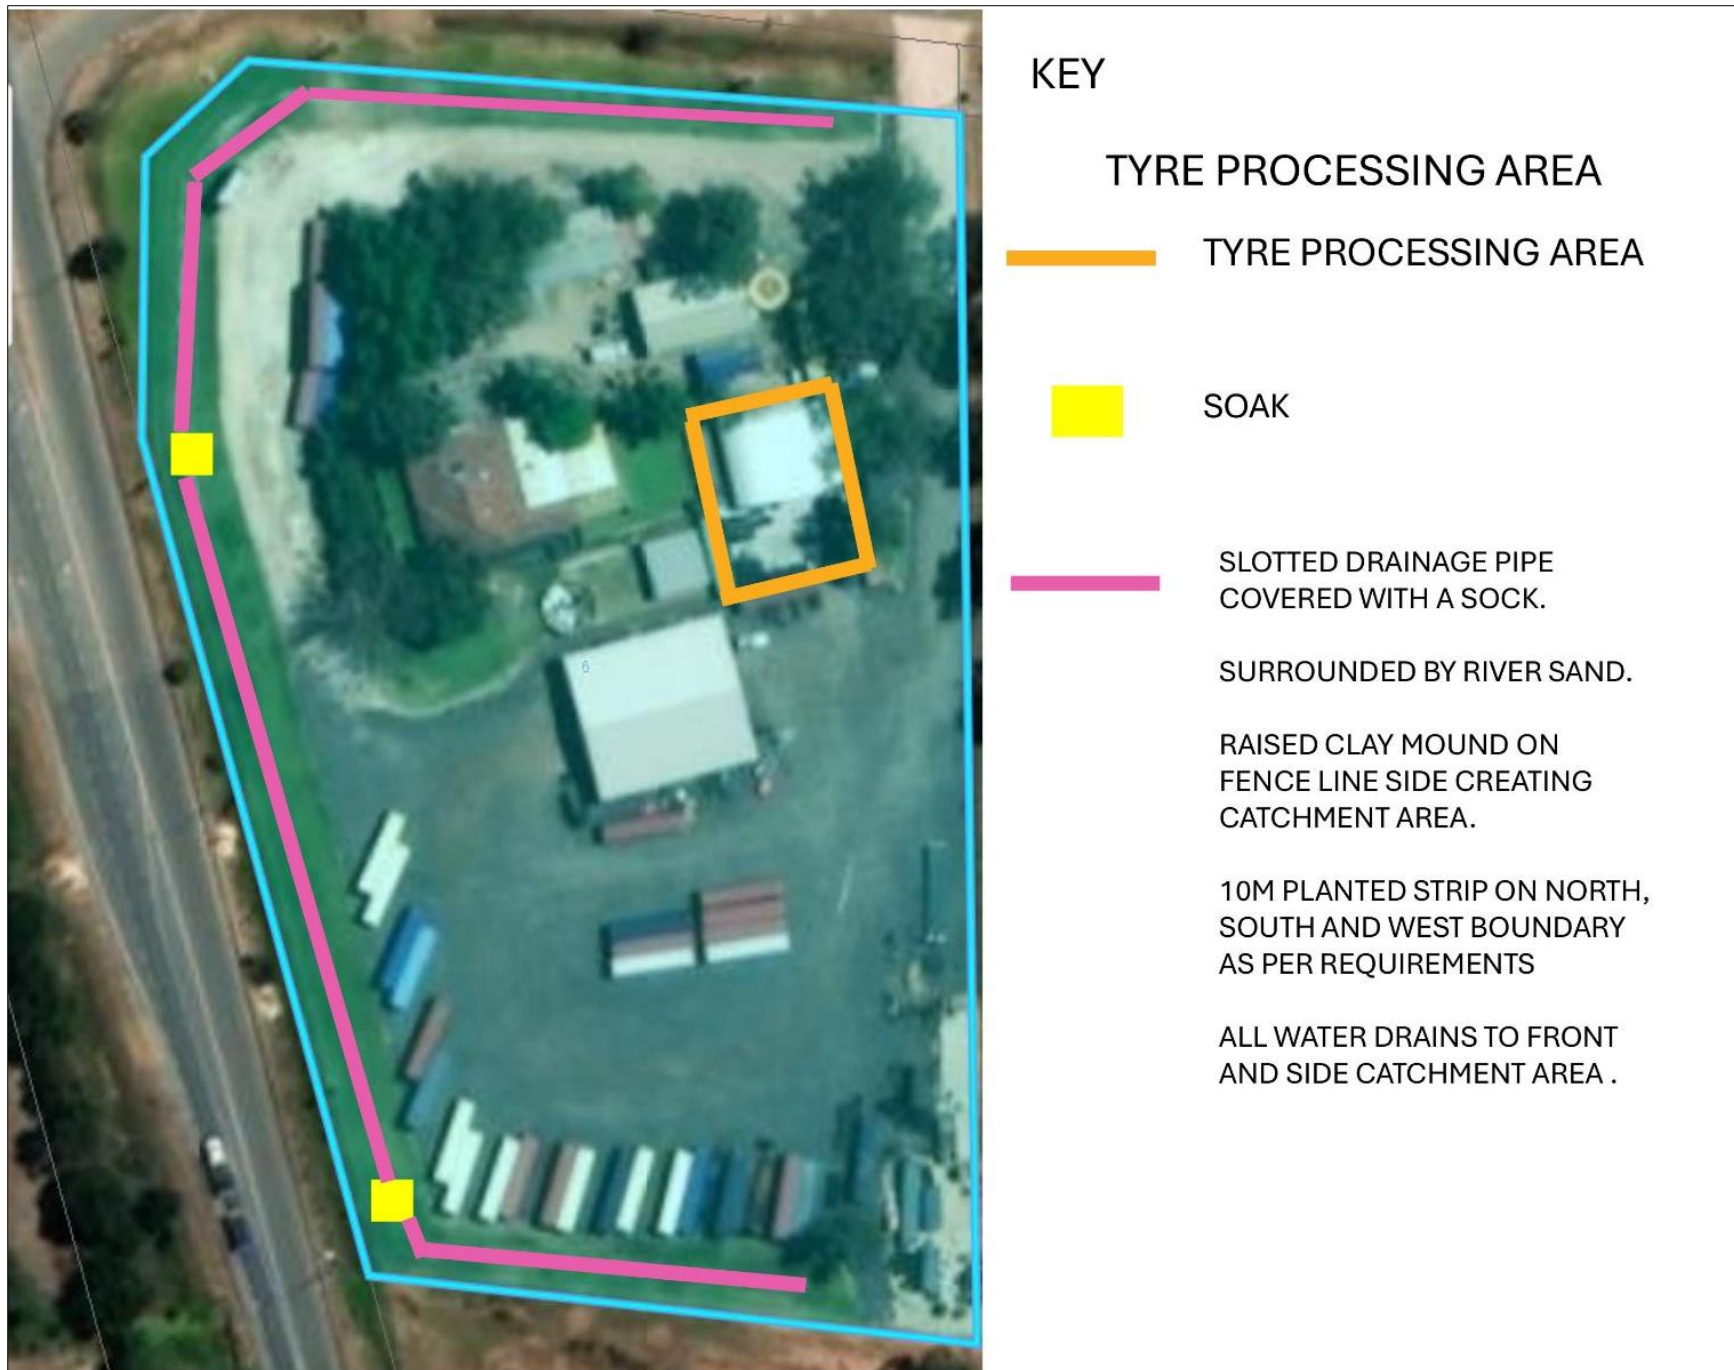 KEY
TYRE PROCESSING AREA
TYRE PROCESSING AREA
SOAK
SLOTTED DRAINAGE PIPE
COVERED WITH A SOCK.
SURROUNDED BY RIVER SAND.
RAISED CLAY MOUND ON
FENCE LINE SIDE CREATING
CATCHMENT AREA.
10M PLANTED STRIP ON NORTH,
SOUTH AND WEST BOUNDARY
AS PER REQUIREMENTS
ALL WATER DRAINS TO FRONT
AND SIDE CATCHMENT AREA .
6